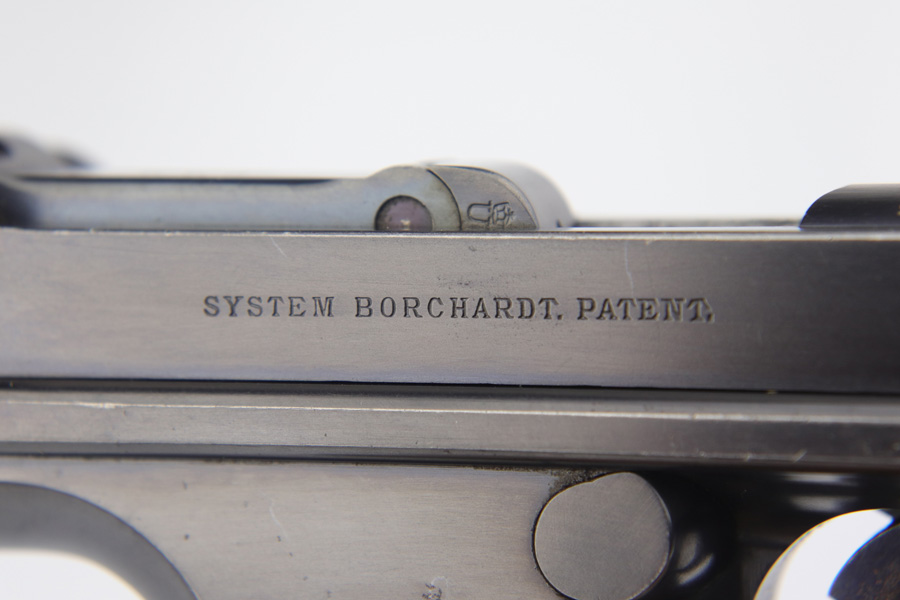 SYSTEM BORCHARDT. PATENT.